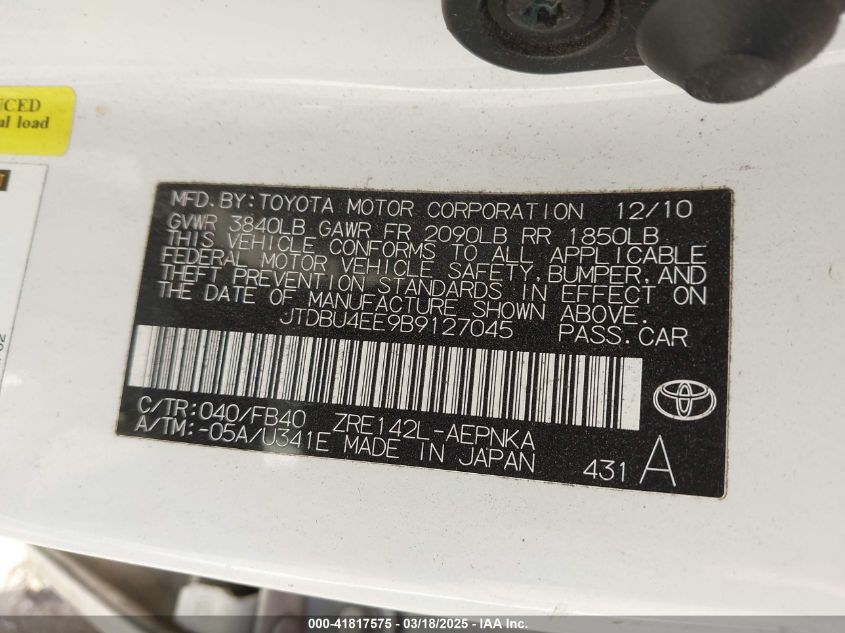 UCED
al load
MFD. BY: TOYOTA MOTOR CORPORATION 12/10
GVWR 3840LB GAWR FR 2090LB RR 1850LB
THIS VEHICLE CONFORMS TO ALL APPLICABLE
FEDERAL MOTOR VEHICLE SAFETY, BUMPER, AND
THEFT PREVENTION STANDARDS IN EFFECT ON
THE DATE OF MANUFACTURE SHOWN ABOVE.
JTDBU4EE9B9127045 PASS. CAR
C/TR: 040/FB40 ZRE142L-AEPNKA
A/TM: -05A/U341E MADE IN JAPAN 431 A
000-41817575 — 03/18/2025 — IAA Inc.